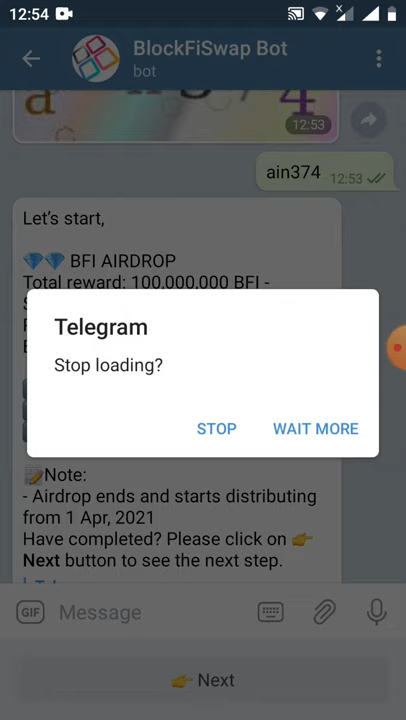 12:54
BlockFiSwap Bot
bot
12:53
ain374
12:53
Let's start,
💎💎 BFI AIRDROP
Total reward: 100,000,000 BFI -
Telegram
Stop loading?
STOP
WAIT MORE
📝Note:
- Airdrop ends and starts distributing
from 1 Apr, 2021
Have completed? Please click on 👉
Next button to see the next step.
GIF
Message
👉 Next